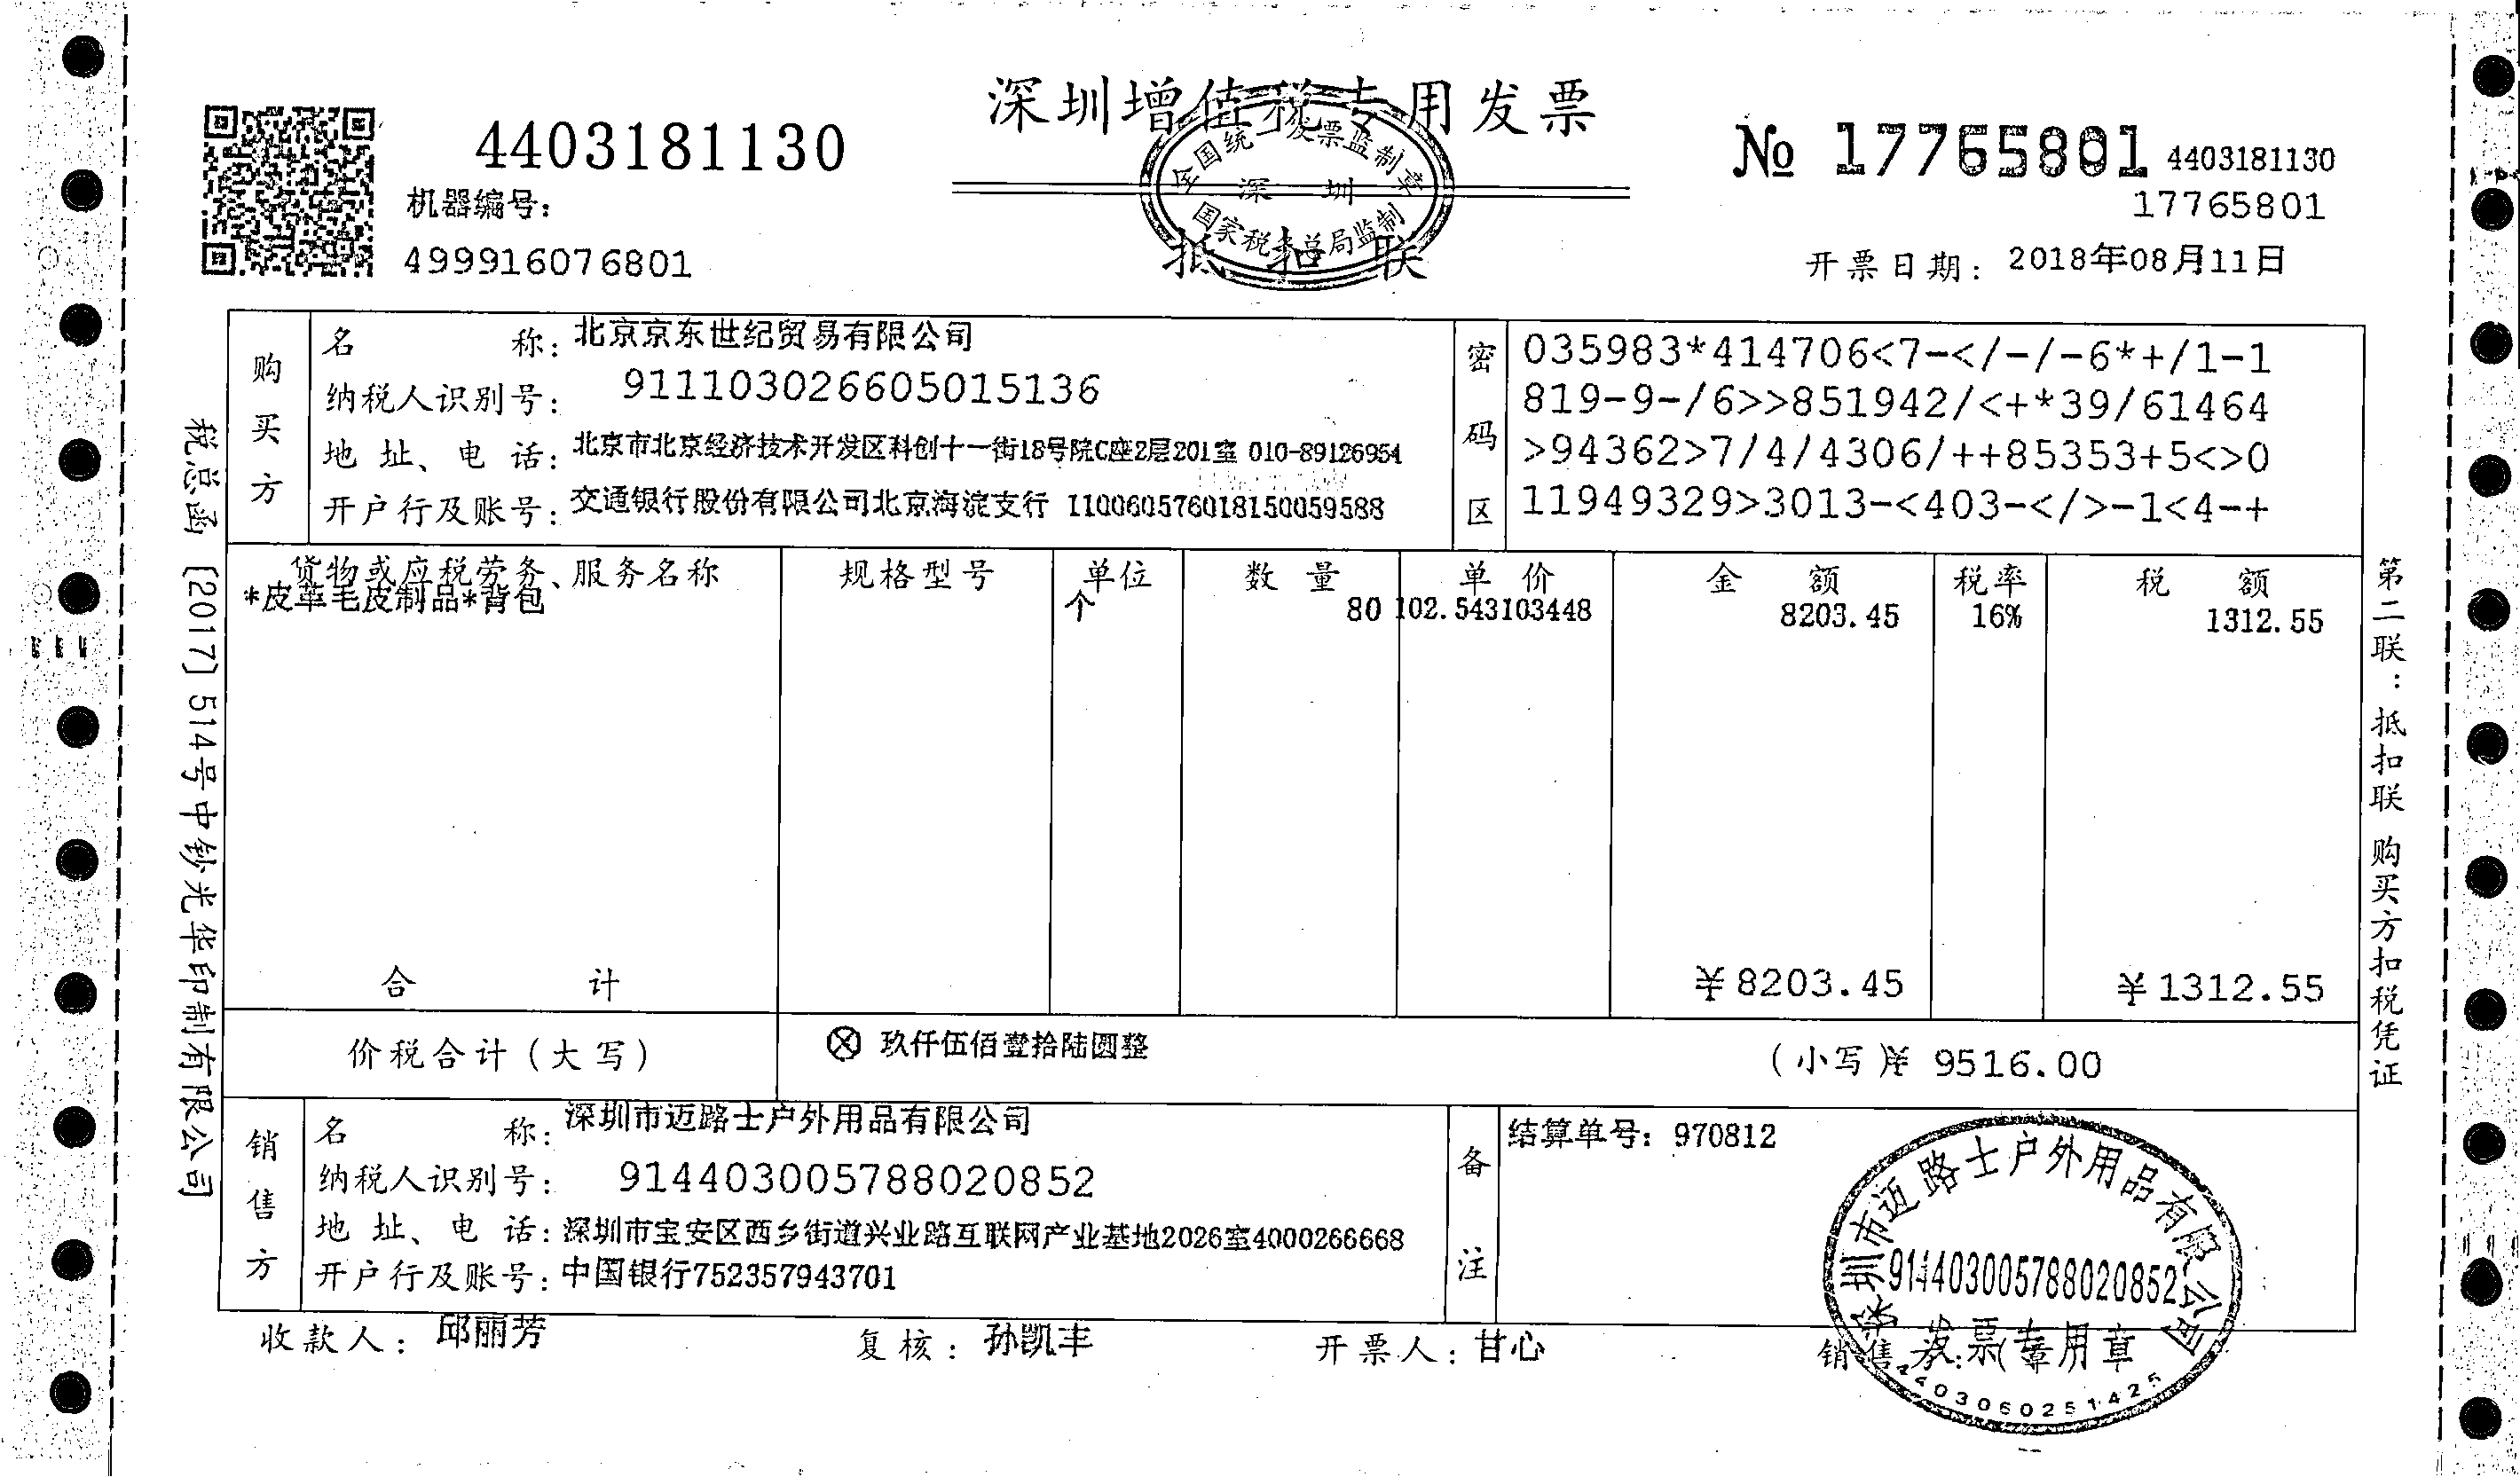 深圳增值税专用发票
4403181130
№ 17765801
4403181130
17765801
机器编号：
499916076801
全国统一发票监制章
深圳
国家税务总局监制
抵扣联
开票日期： 2018年08月11日
购买方
名称：北京京东世纪贸易有限公司
纳税人识别号： 911103026605015136
地址、电话：北京市北京经济技术开发区科创十一街18号院C座2层201室 010-89126954
开户行及账号：交通银行股份有限公司北京海淀支行 110060576018150059588
密码区
035983*414706<7-</-/-6*+/1-1
819-9-/6>>851942/<+*39/61464
>94362>7/4/4306/++85353+5<>0
11949329>3013-<403-</>-1<4-+
货物或应税劳务、服务名称 规格型号 单位 数量 单价 金额 税率 税额
*皮革毛皮制品*背包 个 80 102.543103448 8203.45 16% 1312.55
合计 ¥8203.45 ¥1312.55
价税合计（大写） ⊗ 玖仟伍佰壹拾陆圆整 （小写）¥ 9516.00
销售方
名称：深圳市迈路士户外用品有限公司
纳税人识别号： 914403005788020852
地址、电话：深圳市宝安区西乡街道兴业路互联网产业基地2026室4000266668
开户行及账号：中国银行752357943701
备注
结算单号：970812
收款人：邱丽芳 复核：孙凯丰 开票人：甘心 销售方：（章）
深圳市迈路士户外用品有限公司
914403005788020852
发票专用章
4403060251425
税总函［2017］514号中钞光华印制有限公司
第二联：抵扣联 购买方扣税凭证